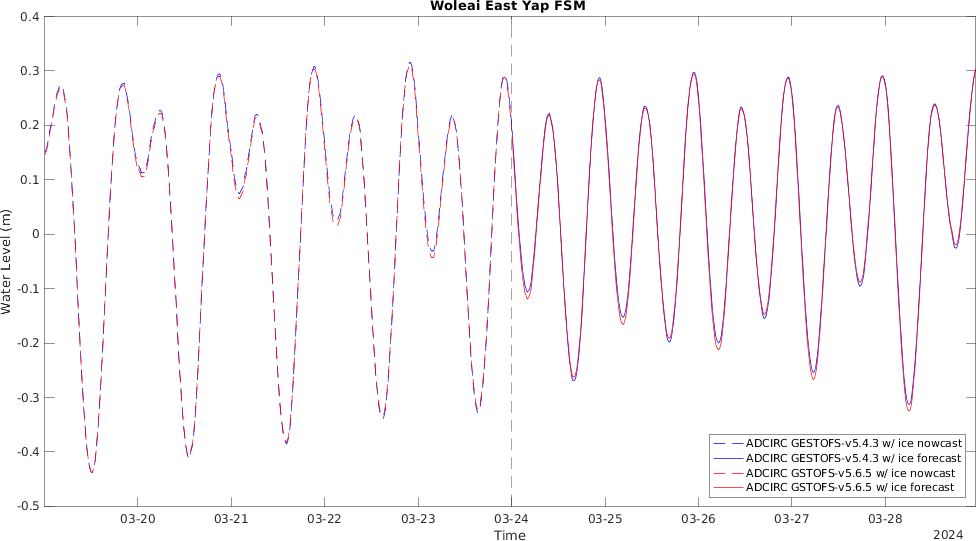 Woleai East Yap FSM
0.4
0.3
0.2
0.1
0
-0.1
-0.2
-0.3
-0.4
-0.5
Water Level (m)
03-20 03-21 03-22 03-23 03-24 03-25 03-26 03-27 03-28
Time
2024
ADCIRC GESTOFS-v5.4.3 w/ ice nowcast
ADCIRC GESTOFS-v5.4.3 w/ ice forecast
ADCIRC GSTOFS-v5.6.5 w/ ice nowcast
ADCIRC GSTOFS-v5.6.5 w/ ice forecast